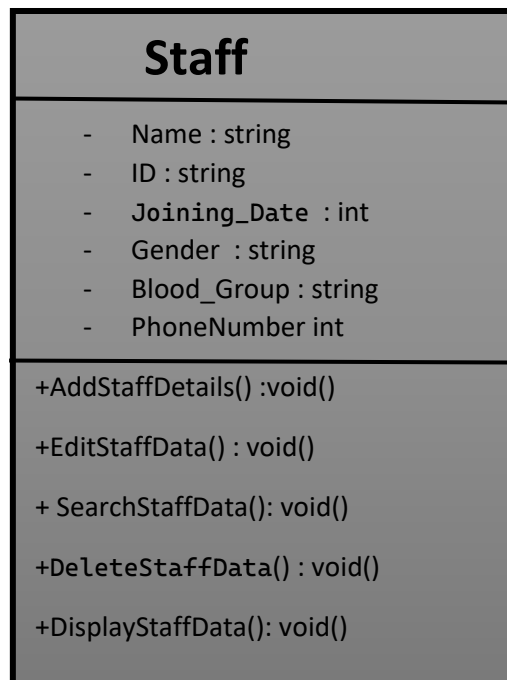 Staff
- Name : string
- ID : string
- Joining_Date : int
- Gender : string
- Blood_Group : string
- PhoneNumber int
+AddStaffDetails() :void()
+EditStaffData() : void()
+ SearchStaffData(): void()
+DeleteStaffData() : void()
+DisplayStaffData(): void()